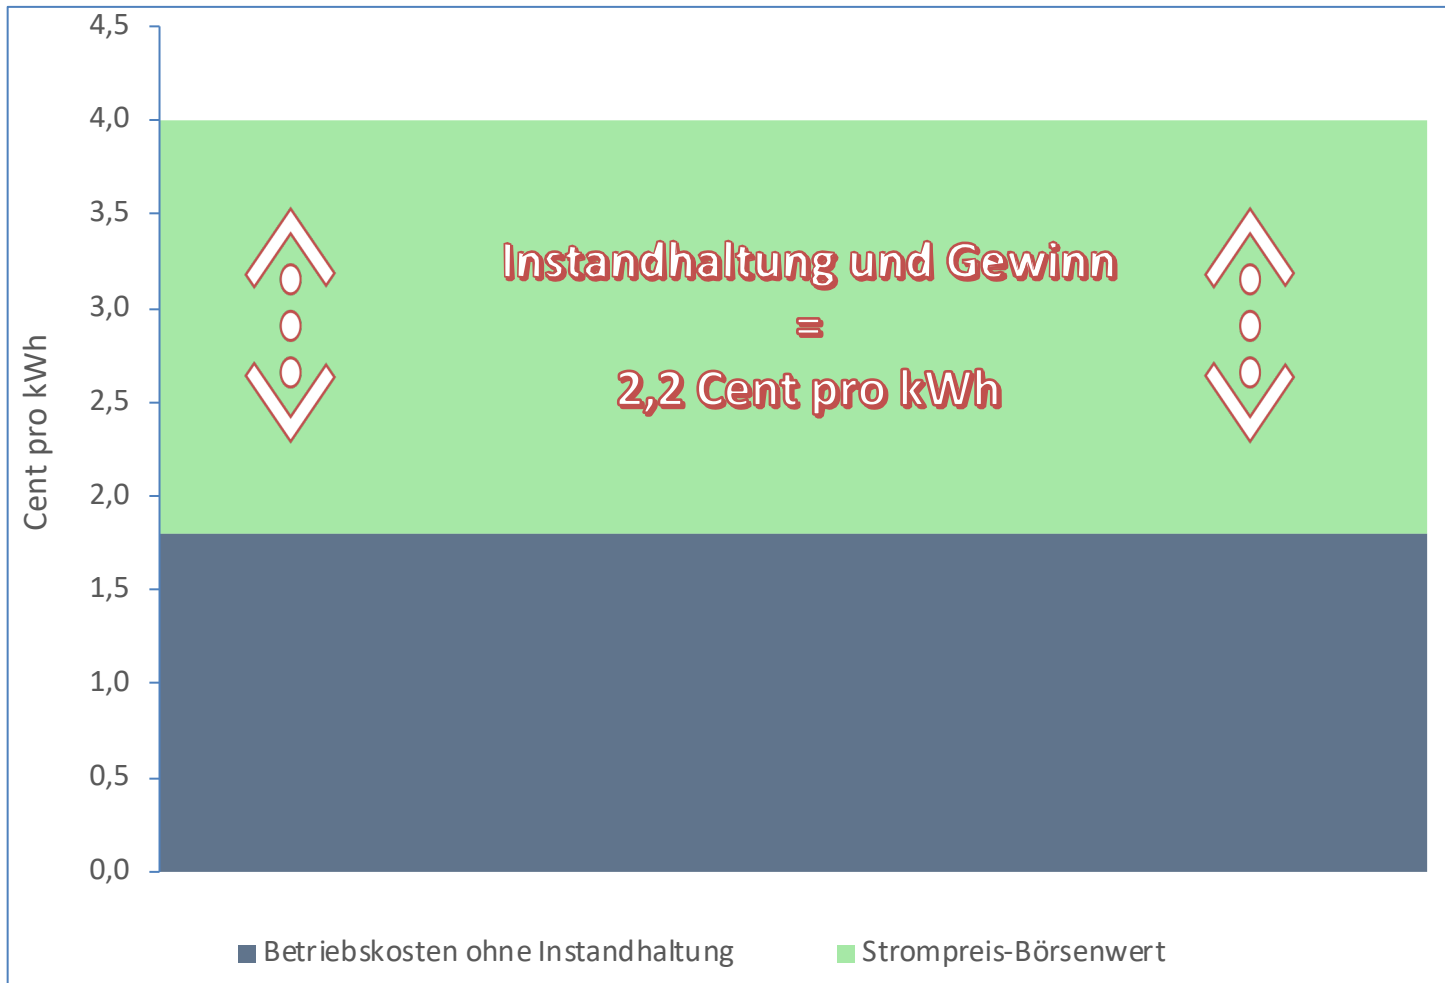 4,5
4,0
3,5
3,0
2,5
2,0
1,5
1,0
0,5
0,0
Cent pro kWh
Instandhaltung und Gewinn
=
2,2 Cent pro kWh
Betriebskosten ohne Instandhaltung
Strompreis-Börsenwert